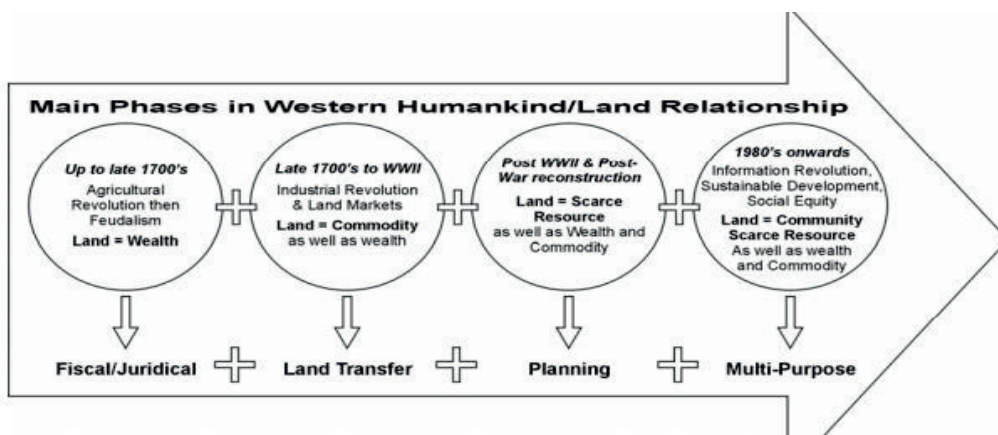 Main Phases in Western Humankind/Land Relationship
Up to late 1700's
Agricultural
Revolution then
Feudalism
Land = Wealth
Late 1700's to WWII
Industrial Revolution
& Land Markets
Land = Commodity
as well as wealth
Post WWII & Post-
War reconstruction
Land = Scarce
Resource
as well as Wealth and
Commodity
1980's onwards
Information Revolution,
Sustainable Development,
Social Equity
Land = Community
Scarce Resource
As well as wealth
and Commodity
Fiscal/Juridical
Land Transfer
Planning
Multi-Purpose